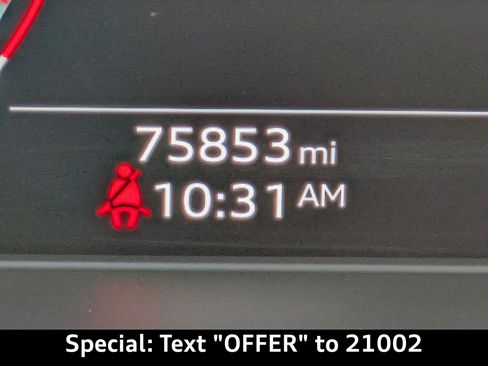 75853 mi
10:31 AM
Special: Text "OFFER" to 21002